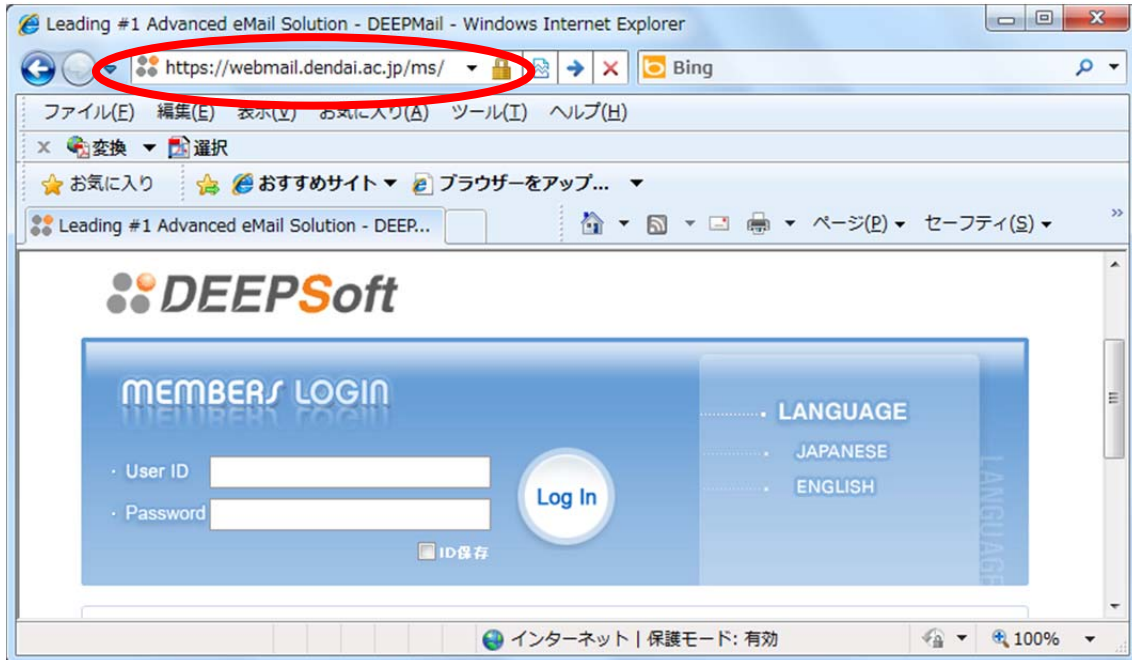 Leading #1 Advanced eMail Solution - DEEPMail - Windows Internet Explorer
https://webmail.dendai.ac.jp/ms/ Bing
ファイル(F) 編集(E) 表示(V) お気に入り(A) ツール(T) ヘルプ(H)
変換 選択
お気に入り おすすめサイト ブラウザーをアップ...
Leading #1 Advanced eMail Solution - DEEP... ページ(P) セーフティ(S)
DEEPSoft
MEMBERS LOGIN
LANGUAGE
JAPANESE
User ID
ENGLISH
Log In
Password
ID保存
LANGUAGE
インターネット | 保護モード: 有効 100%